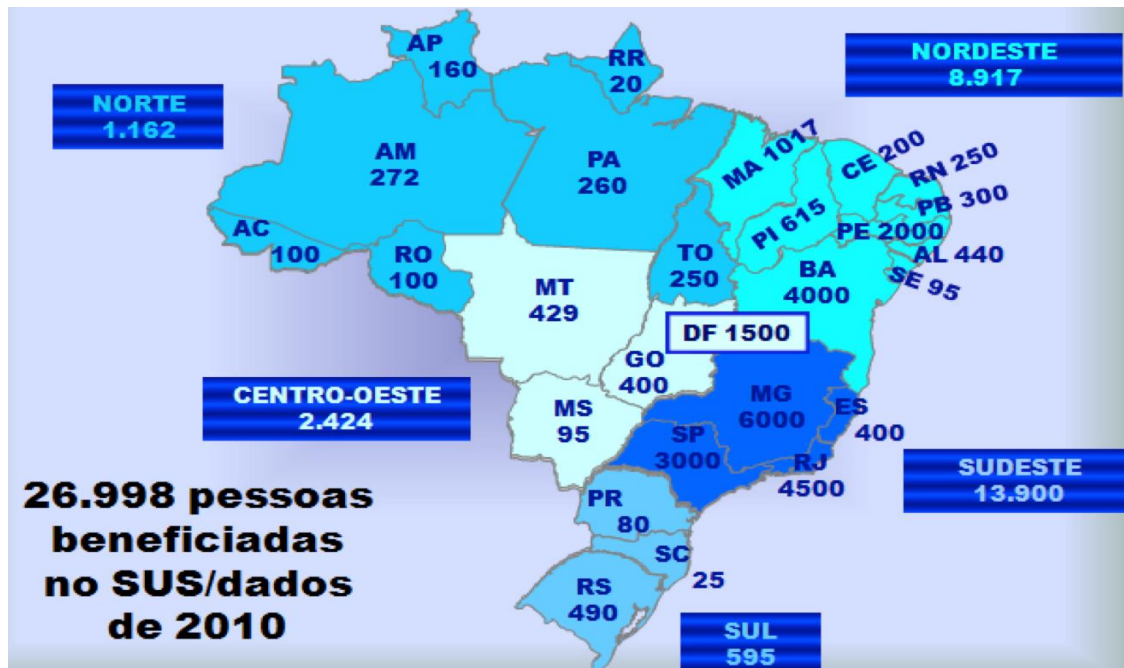 AP
160
RR
20
NORDESTE
8.917
NORTE
1.162
AM
272
PA
260
MA 1017
CE 200
RN 250
PB 300
PI 615
PE 2000
AL 440
SE 95
AC
100
RO
100
TO
250
BA
4000
MT
429
DF 1500
GO
400
CENTRO-OESTE
2.424
MS
95
MG
6000
ES
400
SP
3000
RJ
4500
SUDESTE
13.900
26.998 pessoas
beneficiadas
no SUS/dados
de 2010
PR
80
SC
25
RS
490
SUL
595